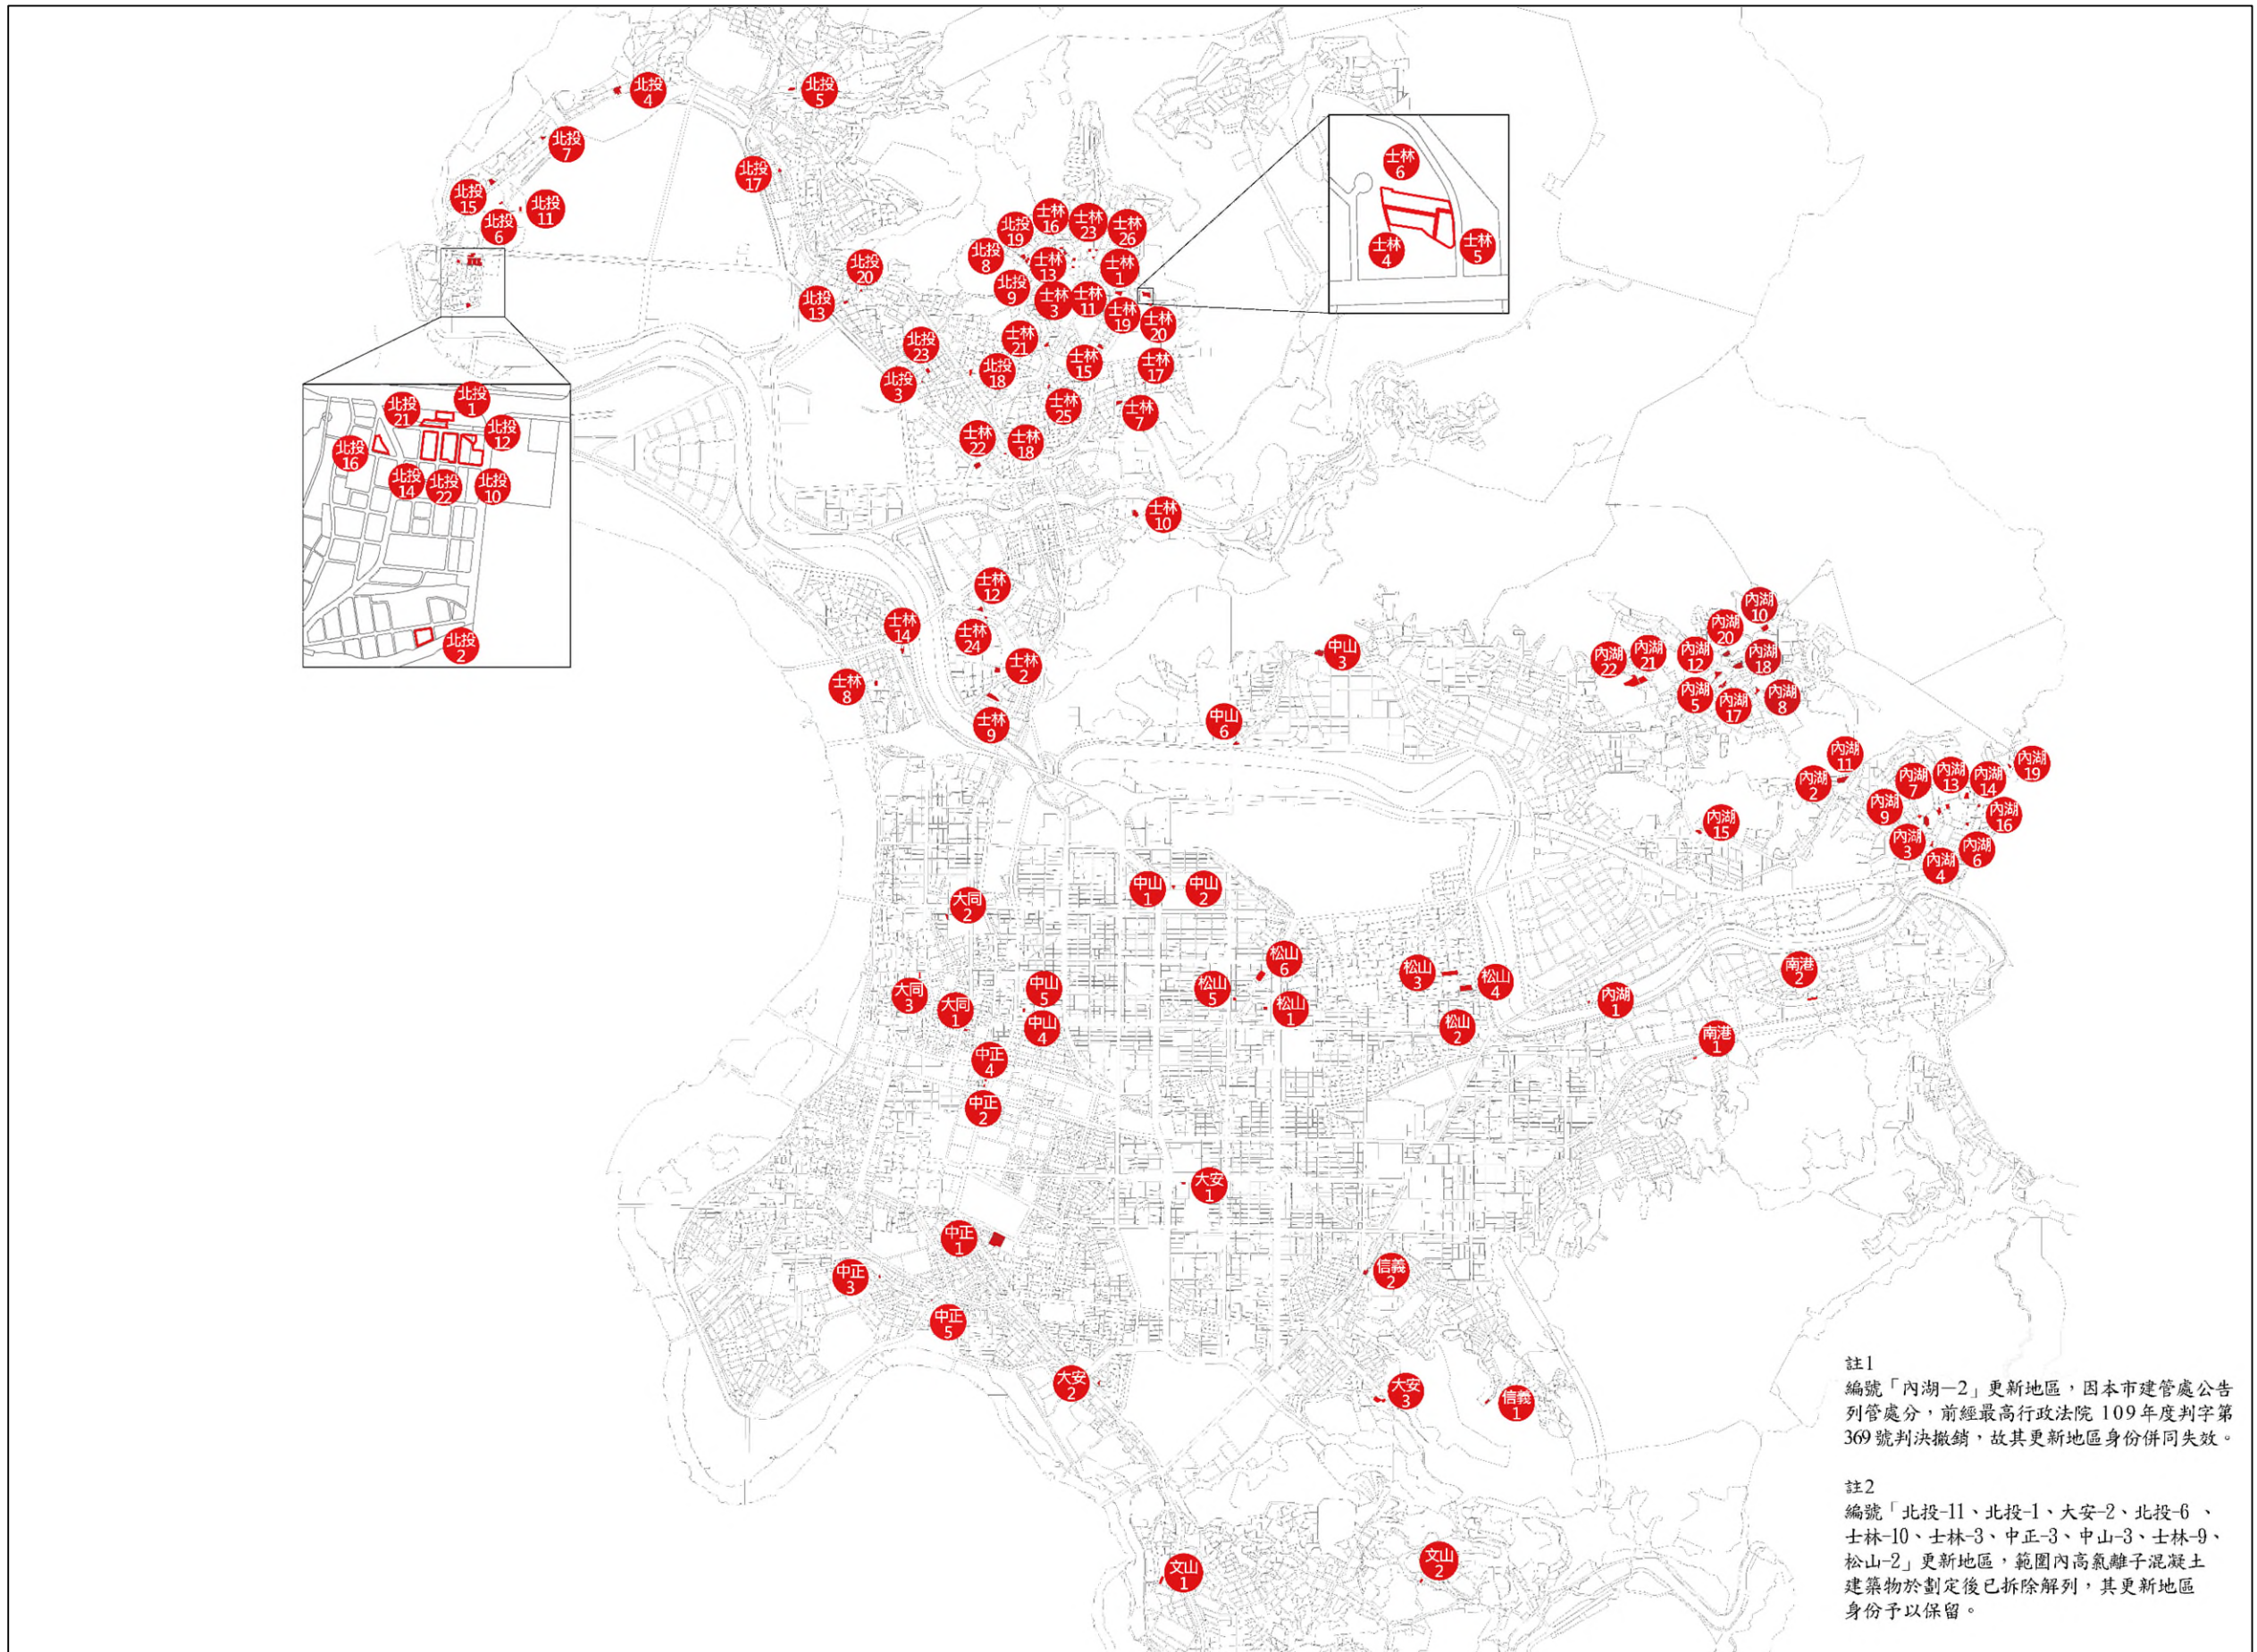 北投
4
北投
5
北投
7
北投
17
北投
15
北投
11
北投
6
士林
6
士林
4
士林
5
北投
19
士林
16
士林
23
士林
26
北投
8
士林
13
士林
1
北投
9
士林
3
士林
11
士林
19
士林
20
北投
20
北投
13
北投
23
士林
21
北投
18
士林
15
士林
17
北投
3
士林
25
士林
7
士林
22
士林
18
北投
1
北投
21
北投
12
北投
16
北投
14
北投
22
北投
10
北投
2
士林
10
士林
12
士林
14
士林
24
士林
2
士林
8
士林
9
中山
3
中山
6
內湖
10
內湖
20
內湖
22
內湖
21
內湖
12
內湖
18
內湖
5
內湖
17
內湖
8
內湖
11
內湖
2
內湖
19
內湖
7
內湖
13
內湖
14
內湖
9
內湖
16
內湖
3
內湖
4
內湖
6
內湖
15
中山
1
中山
2
大同
2
松山
6
松山
3
松山
4
松山
5
松山
1
松山
2
大同
3
大同
1
中山
5
中山
4
內湖
1
南港
2
南港
1
中正
4
中正
2
大安
1
中正
1
中正
3
中正
5
信義
2
大安
2
大安
3
信義
1
文山
1
文山
2
註1
編號「內湖－2」更新地區，因本市建管處公告
列管處分，前經最高行政法院 109年度判字第
369號判決撤銷，故其更新地區身份併同失效。
註2
編號「北投-11、北投-1、大安-2、北投-6 、
士林-10、士林-3、中正-3、中山-3、士林-9、
松山-2」更新地區，範圍內高氯離子混凝土
建築物於劃定後已拆除解列，其更新地區
身份予以保留。